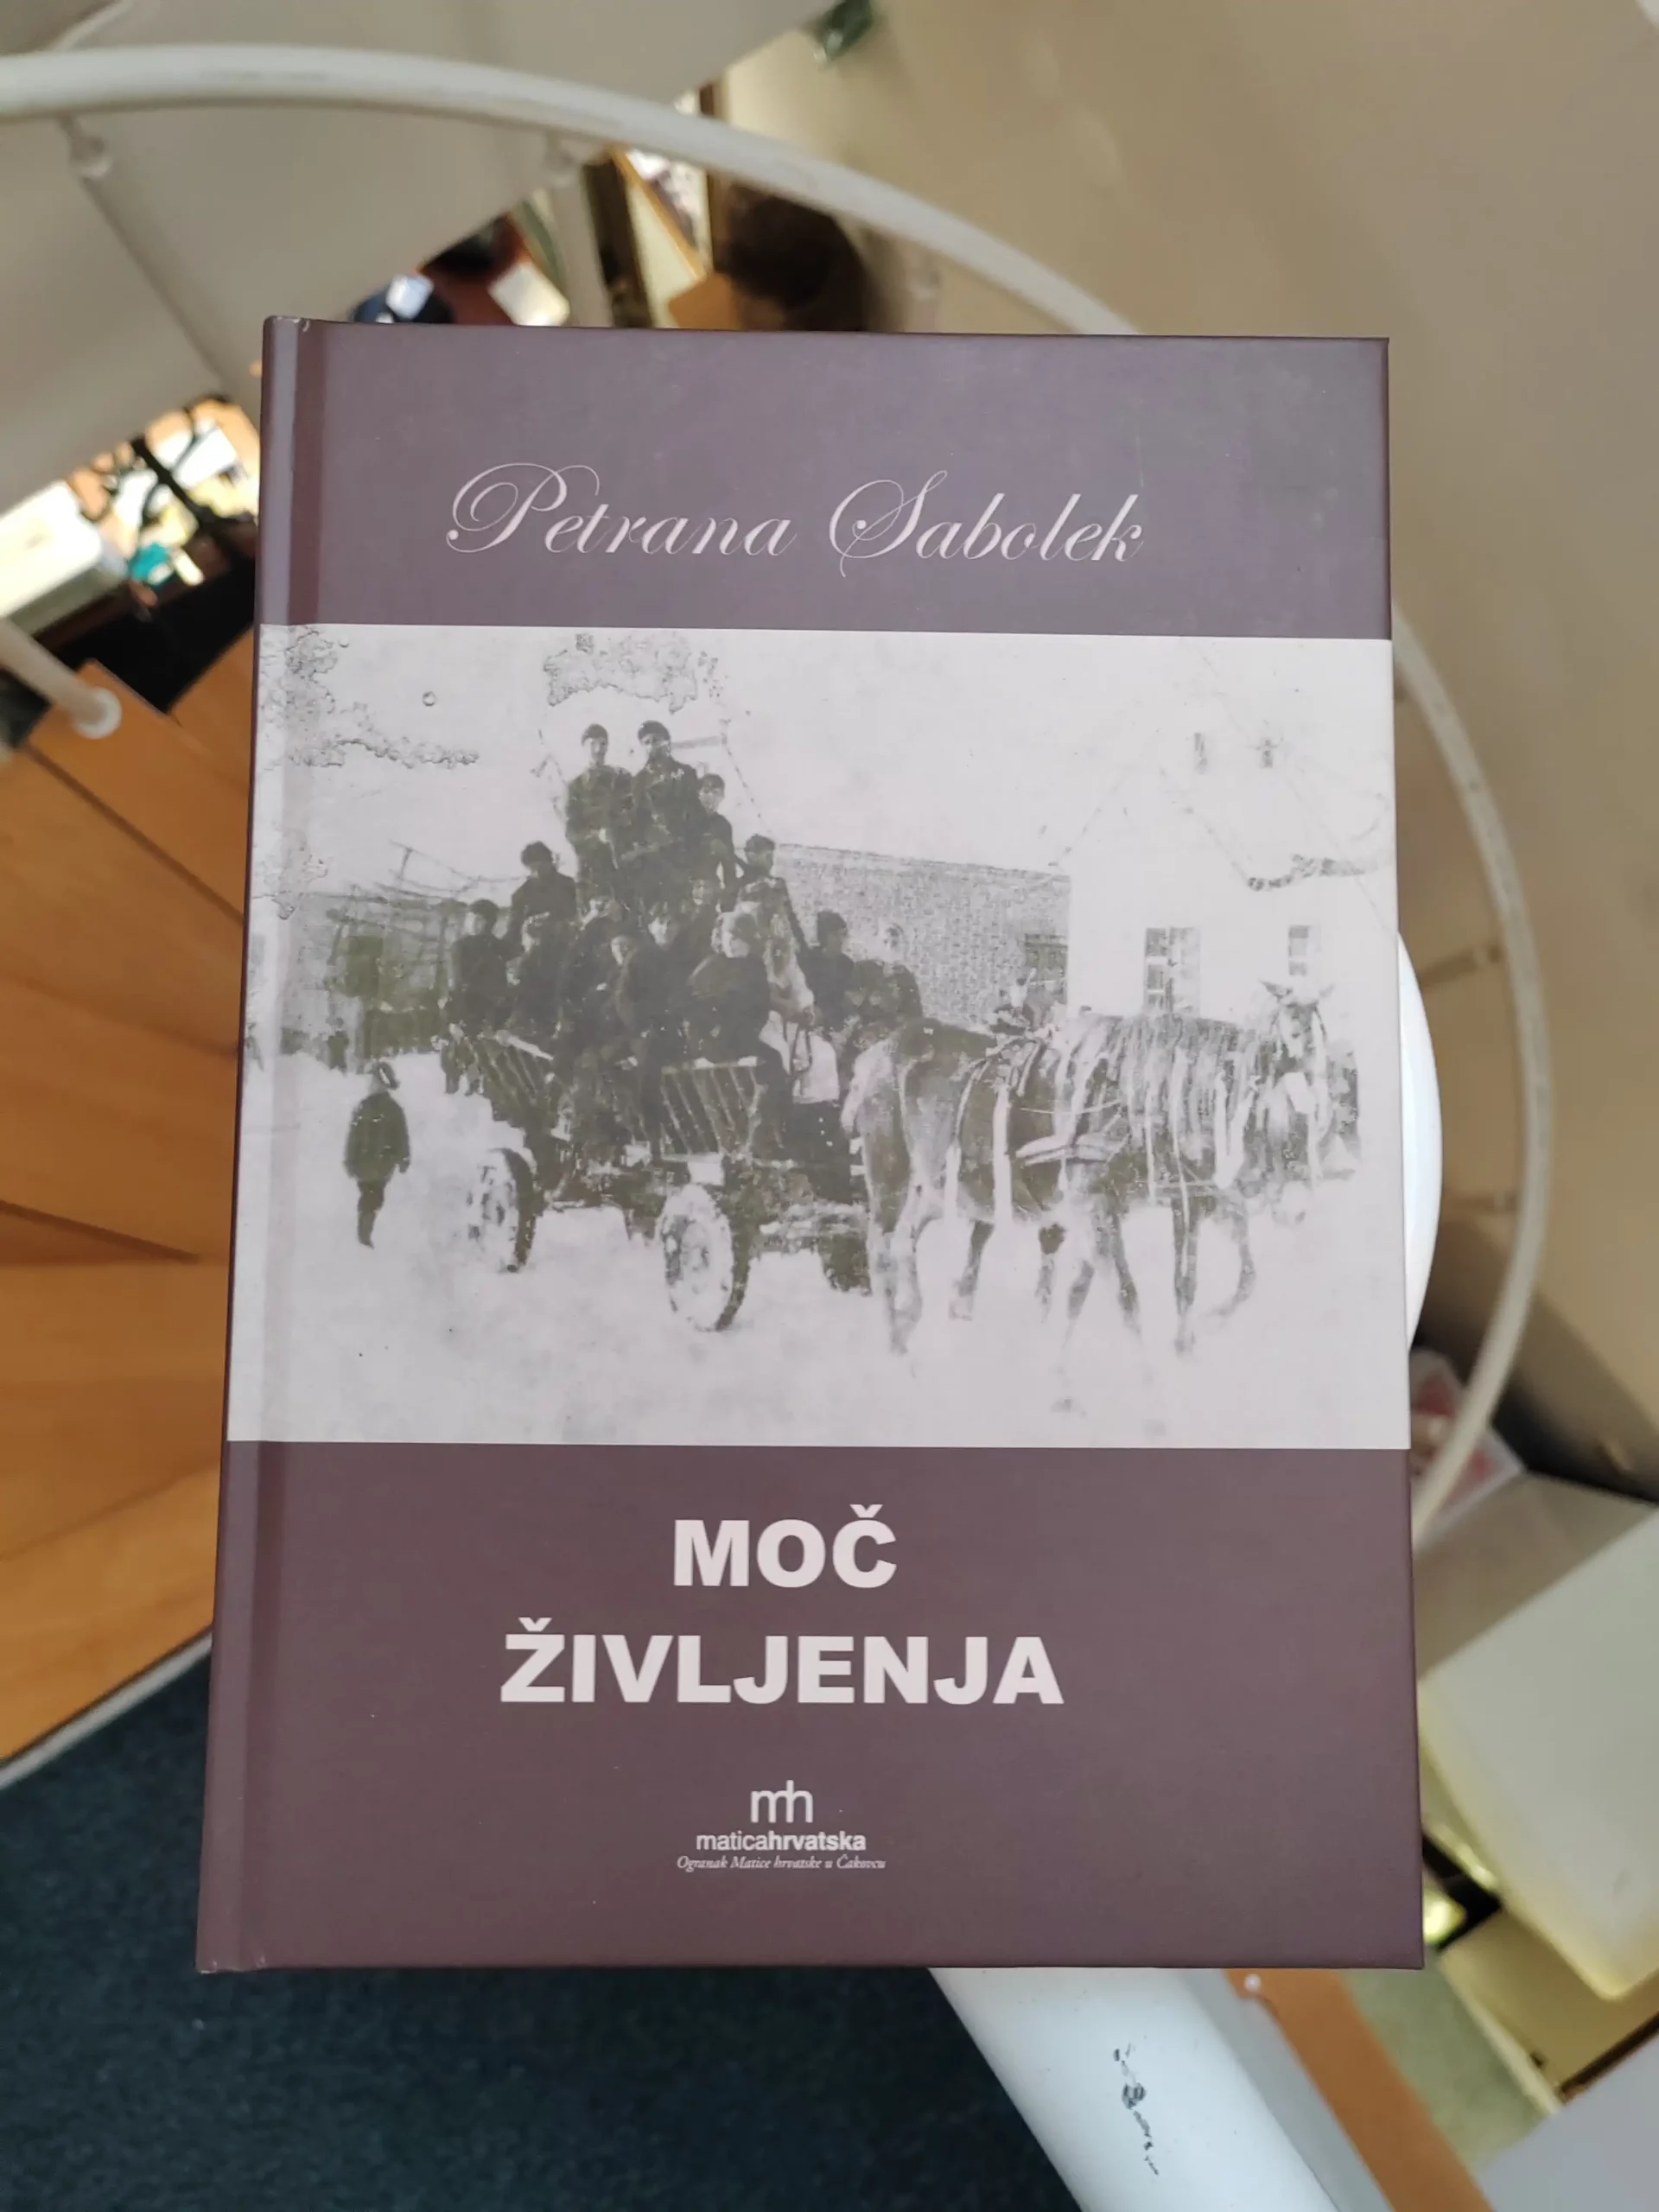 Petrana Sabolek
MOČ
ŽIVLJENJA
mh
maticahrvatska
Ogranak Matice hrvatske u Čakovcu